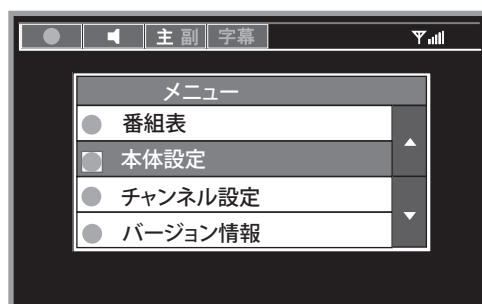 主 副 字幕
メニュー
番組表
本体設定
チャンネル設定
バージョン情報